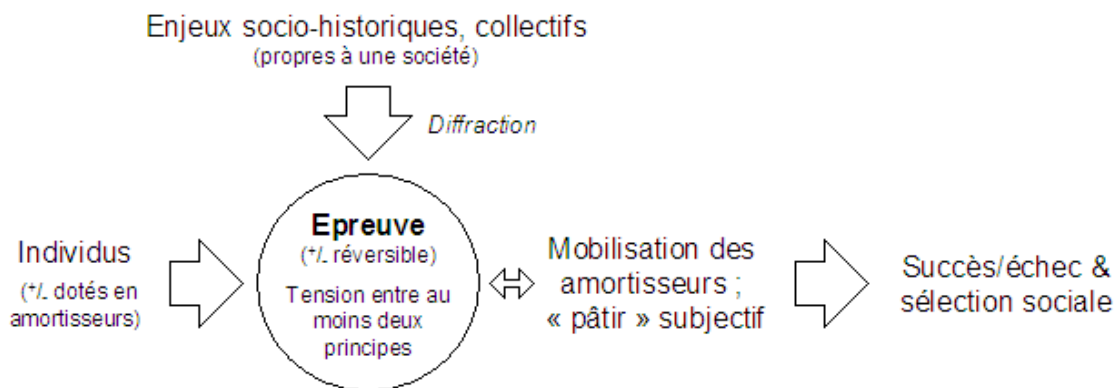 Enjeux socio-historiques, collectifs
(propres à une société)
Diffraction
Epreuve
(+/- réversible)
Tension entre au
moins deux
principes
Individus
(+/- dotés en
amortisseurs)
Mobilisation des
amortisseurs ;
« pâtir » subjectif
Succès/échec &
sélection sociale